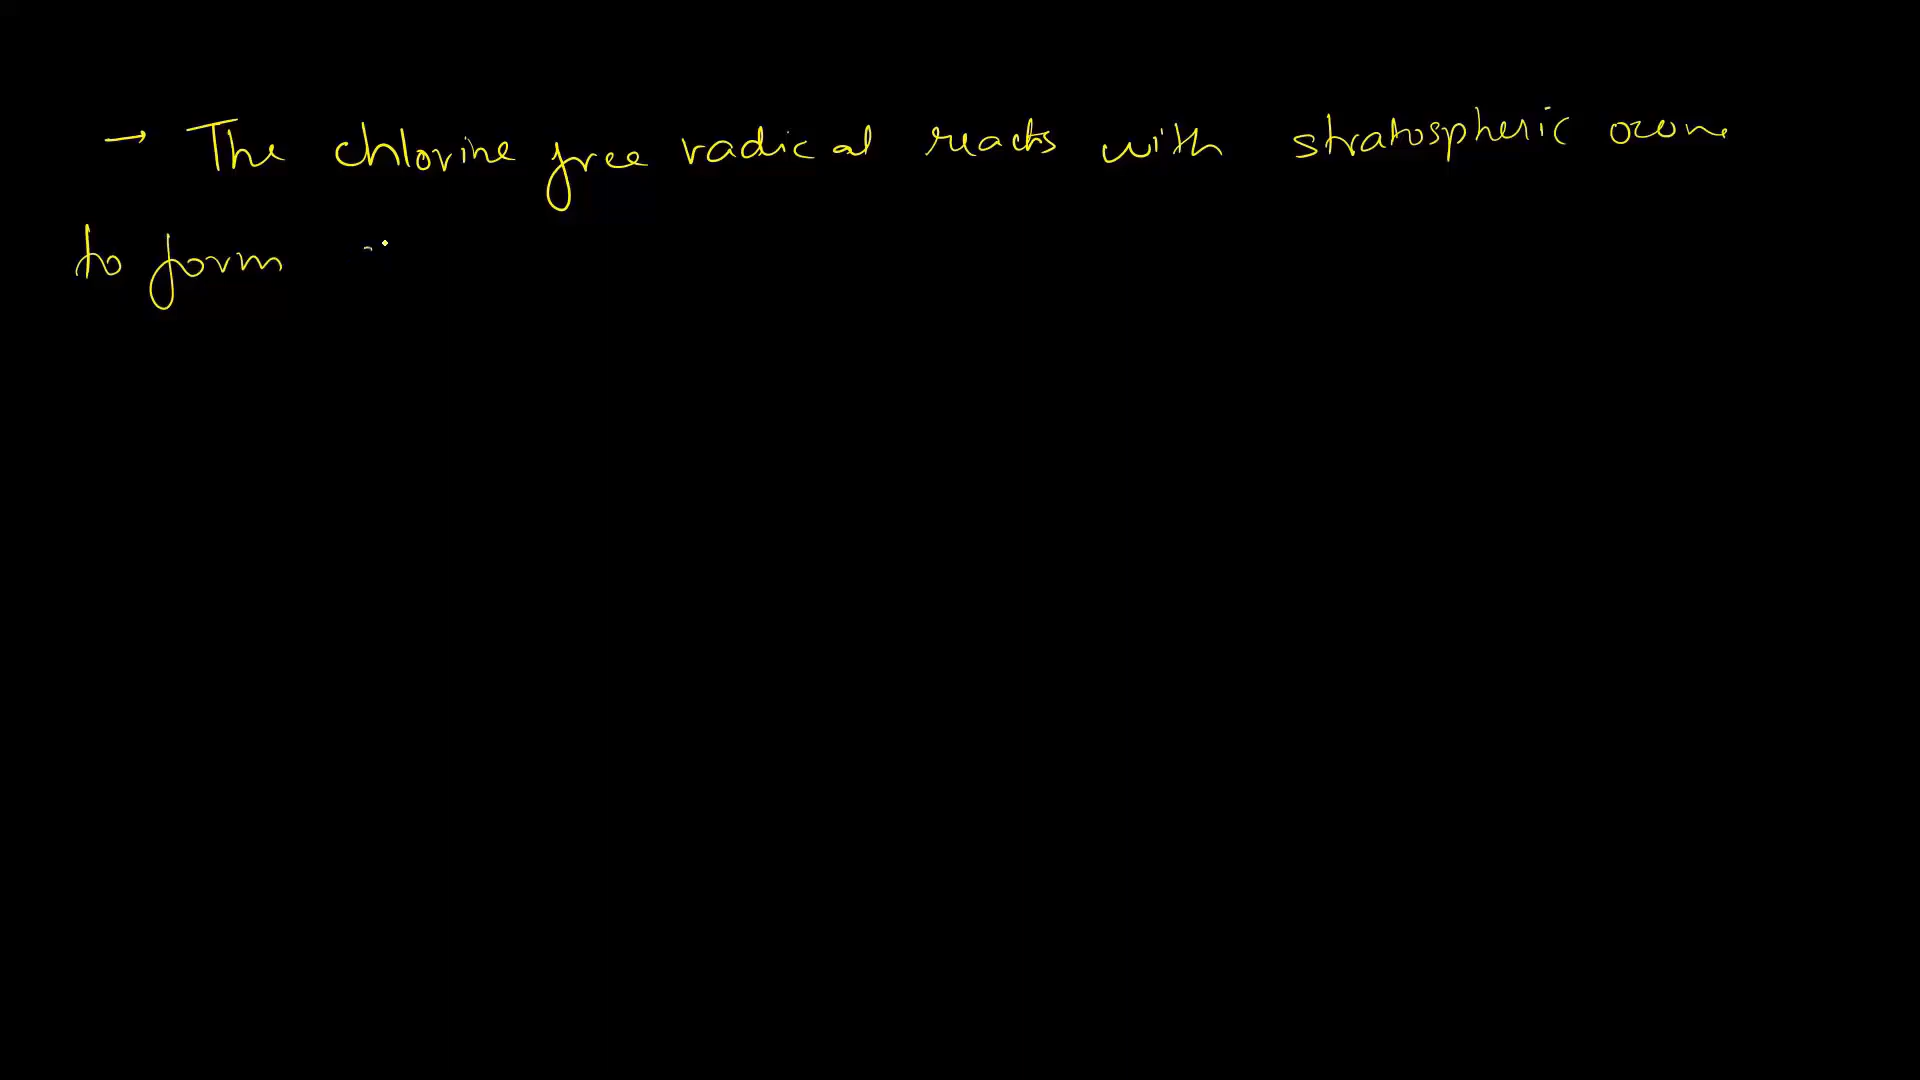 → The chlorine free radical reacts with stratospheric ozone
to form